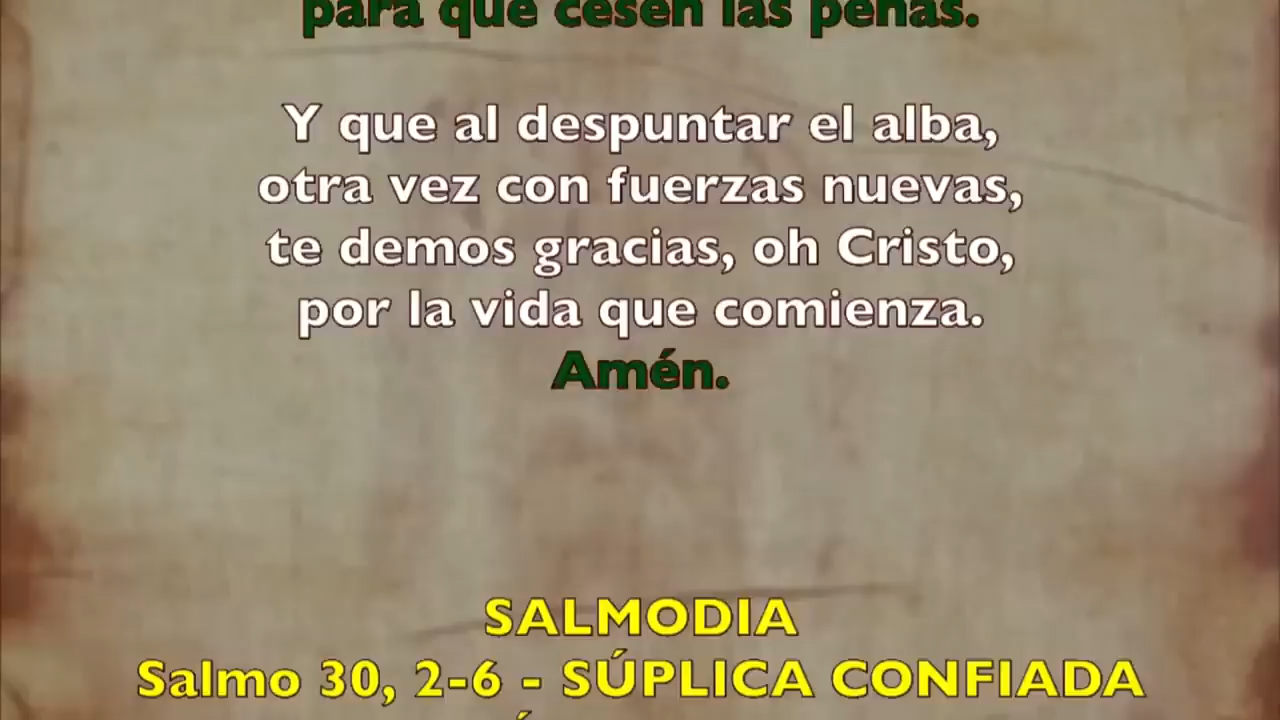 para que cesen las penas.
Y que al despuntar el alba,
otra vez con fuerzas nuevas,
te demos gracias, oh Cristo,
por la vida que comienza.
Amén.
SALMODIA
Salmo 30, 2-6 - SÚPLICA CONFIADA